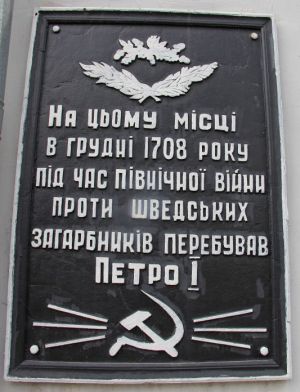 На цьому місці
в грудні 1708 року
під час Північної війни
проти шведських
загарбників перебував
Петро I